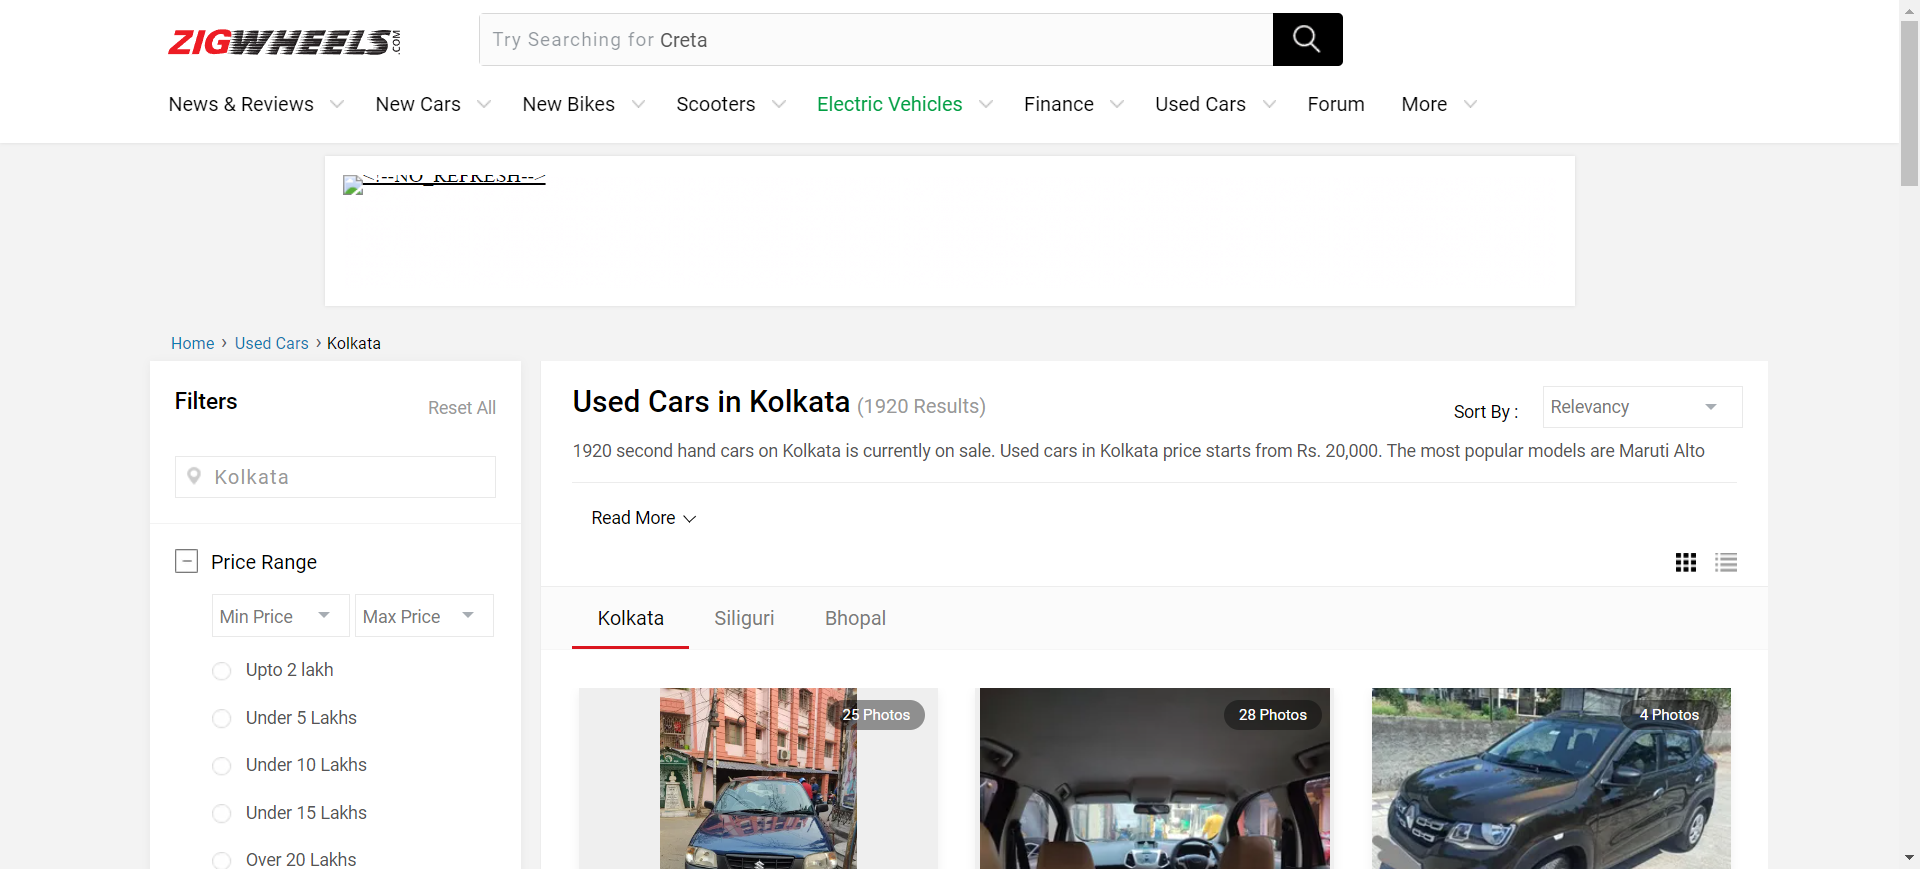 ZIGWHEELS.COM
Try Searching for Creta
News & Reviews New Cars New Bikes Scooters Electric Vehicles Finance Used Cars Forum More
<!--NO_REFRESH-->
Home › Used Cars › Kolkata
Filters
Reset All
Kolkata
Price Range
Min Price Max Price
Upto 2 lakh
Under 5 Lakhs
Under 10 Lakhs
Under 15 Lakhs
Over 20 Lakhs
Used Cars in Kolkata (1920 Results)
Sort By : Relevancy
1920 second hand cars on Kolkata is currently on sale. Used cars in Kolkata price starts from Rs. 20,000. The most popular models are Maruti Alto
Read More
Kolkata Siliguri Bhopal
25 Photos
28 Photos
4 Photos